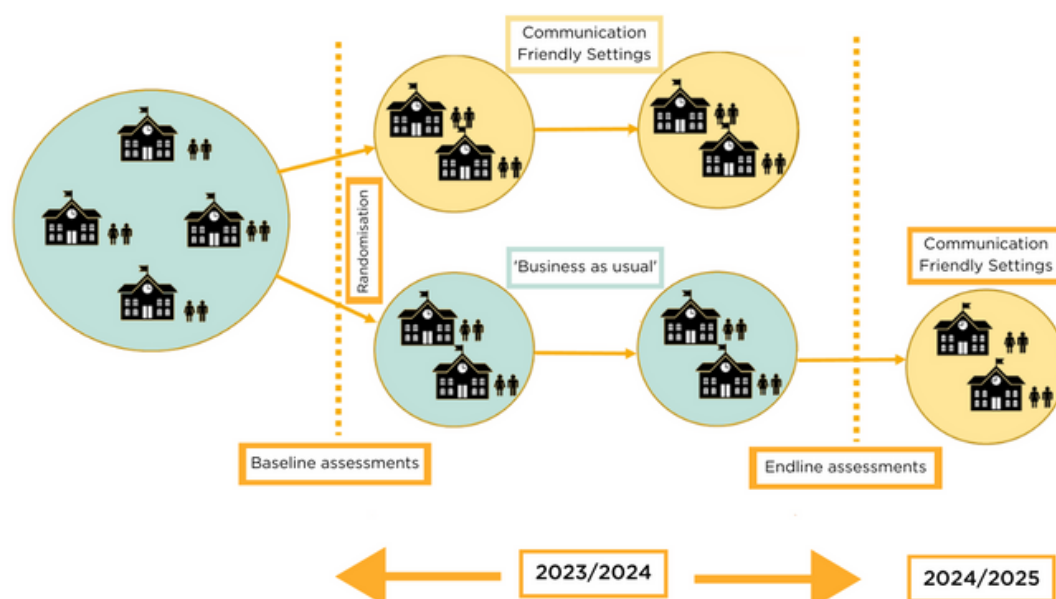 Communication
Friendly Settings
Randomisation
'Business as usual'
Communication
Friendly Settings
Baseline assessments
Endline assessments
2023/2024
2024/2025